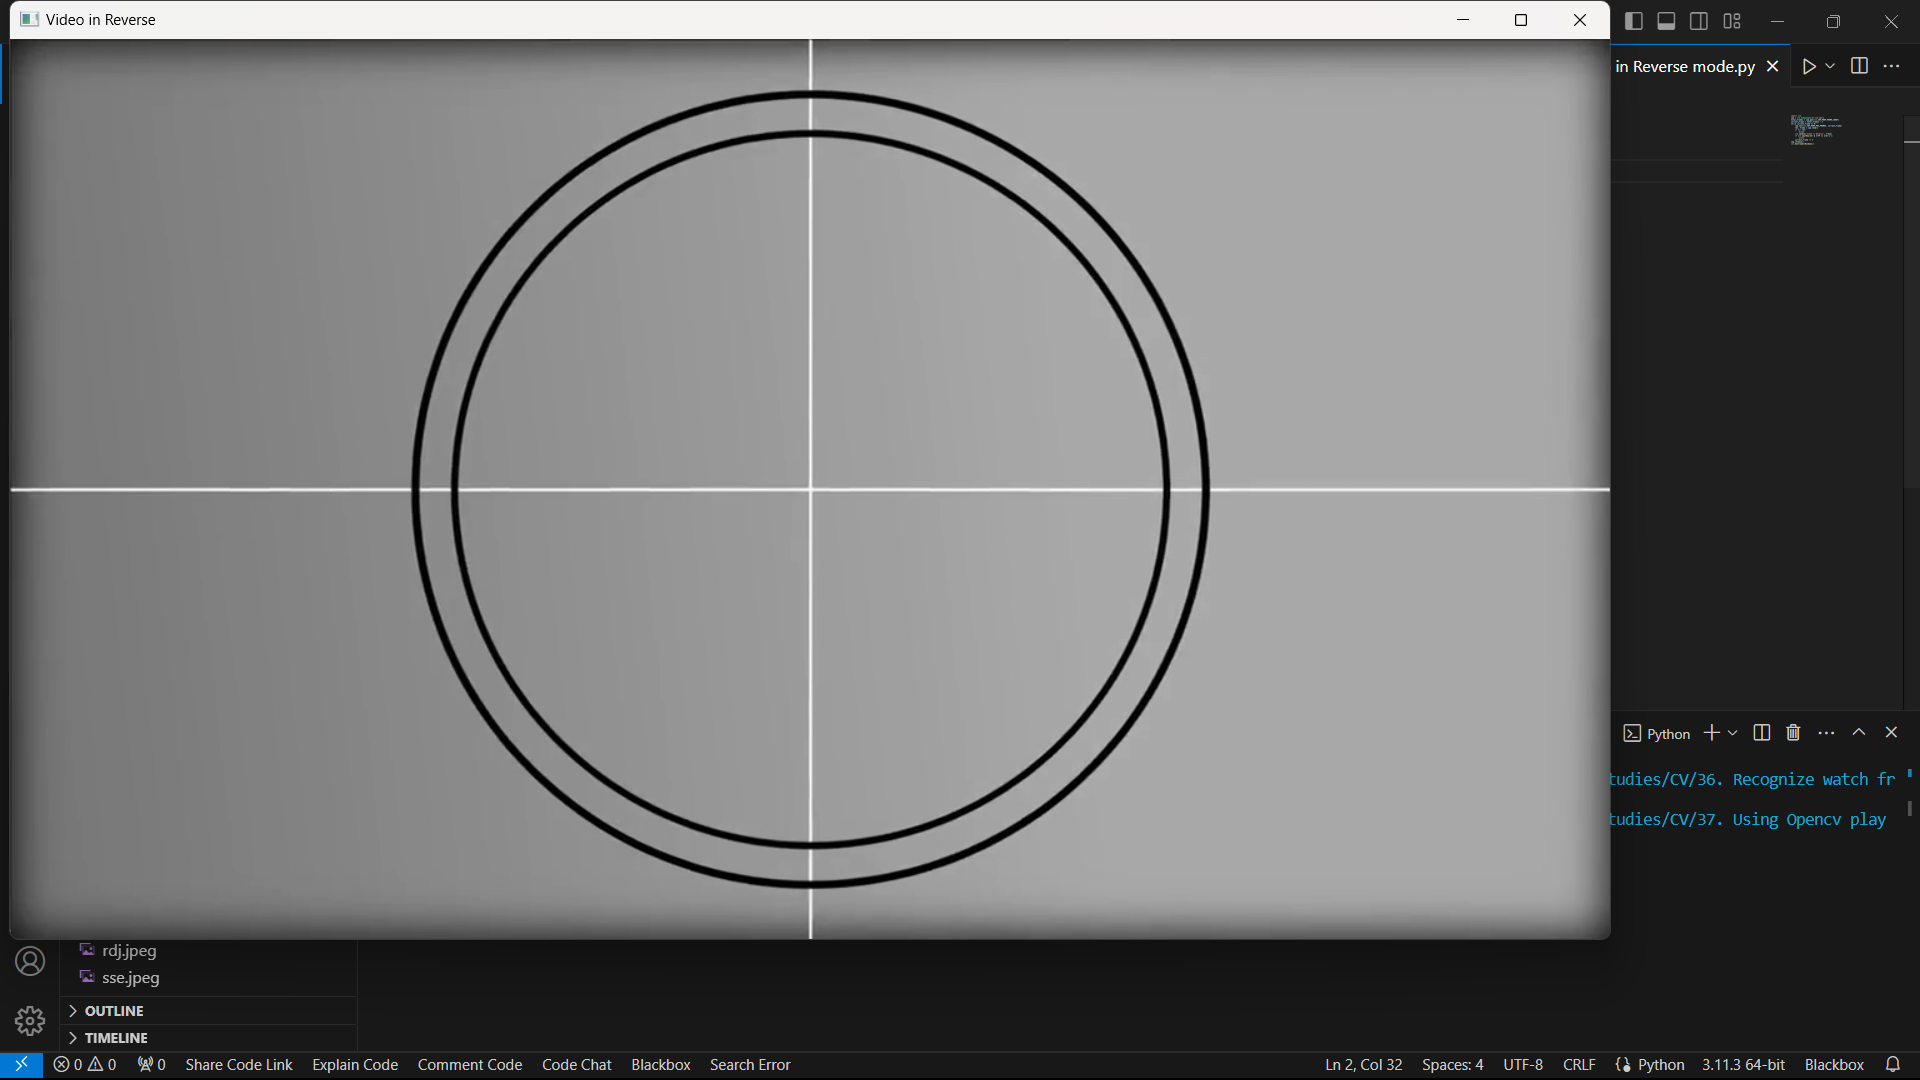 Video in Reverse
in Reverse mode.py
Python
tudies/CV/36. Recognize watch fr
tudies/CV/37. Using Opencv play
rdj.jpeg
sse.jpeg
OUTLINE
TIMELINE
0 0 0 Share Code Link Explain Code Comment Code Code Chat Blackbox Search Error Ln 2, Col 32 Spaces: 4 UTF-8 CRLF Python 3.11.3 64-bit Blackbox